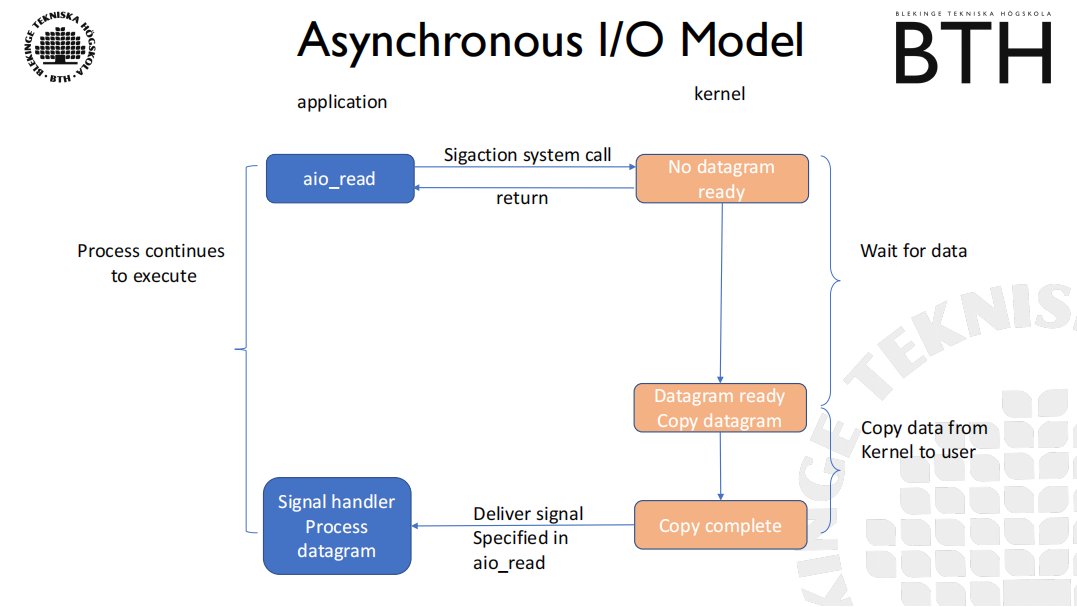 BLEKINGE TEKNISKA HÖGSKOLA
· BTH ·
Asynchronous I/O Model
BLEKINGE TEKNISKA HÖGSKOLA
BTH
application
kernel
aio_read
Sigaction system call
return
No datagram
ready
Process continues
to execute
Wait for data
Datagram ready
Copy datagram
Copy data from
Kernel to user
Signal handler
Process
datagram
Deliver signal
Specified in
aio_read
Copy complete
KINGE TEKNIS